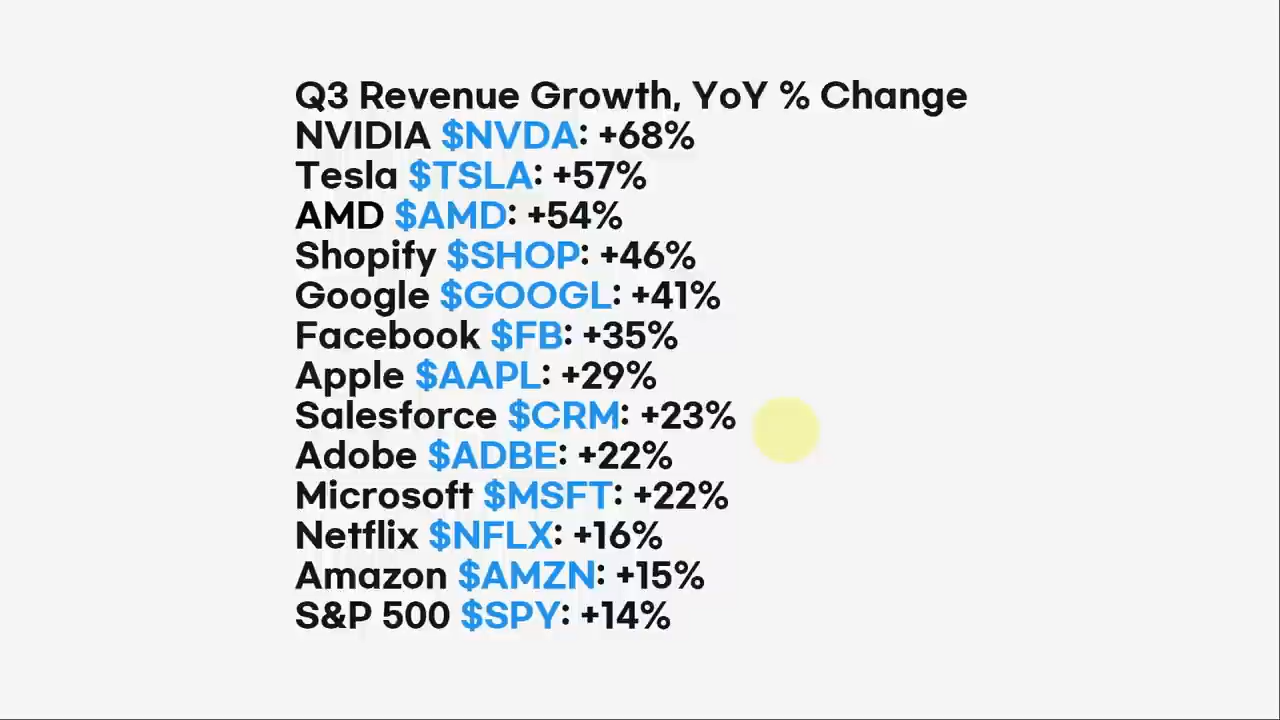 Q3 Revenue Growth, YoY % Change
NVIDIA $NVDA: +68%
Tesla $TSLA: +57%
AMD $AMD: +54%
Shopify $SHOP: +46%
Google $GOOGL: +41%
Facebook $FB: +35%
Apple $AAPL: +29%
Salesforce $CRM: +23%
Adobe $ADBE: +22%
Microsoft $MSFT: +22%
Netflix $NFLX: +16%
Amazon $AMZN: +15%
S&P 500 $SPY: +14%